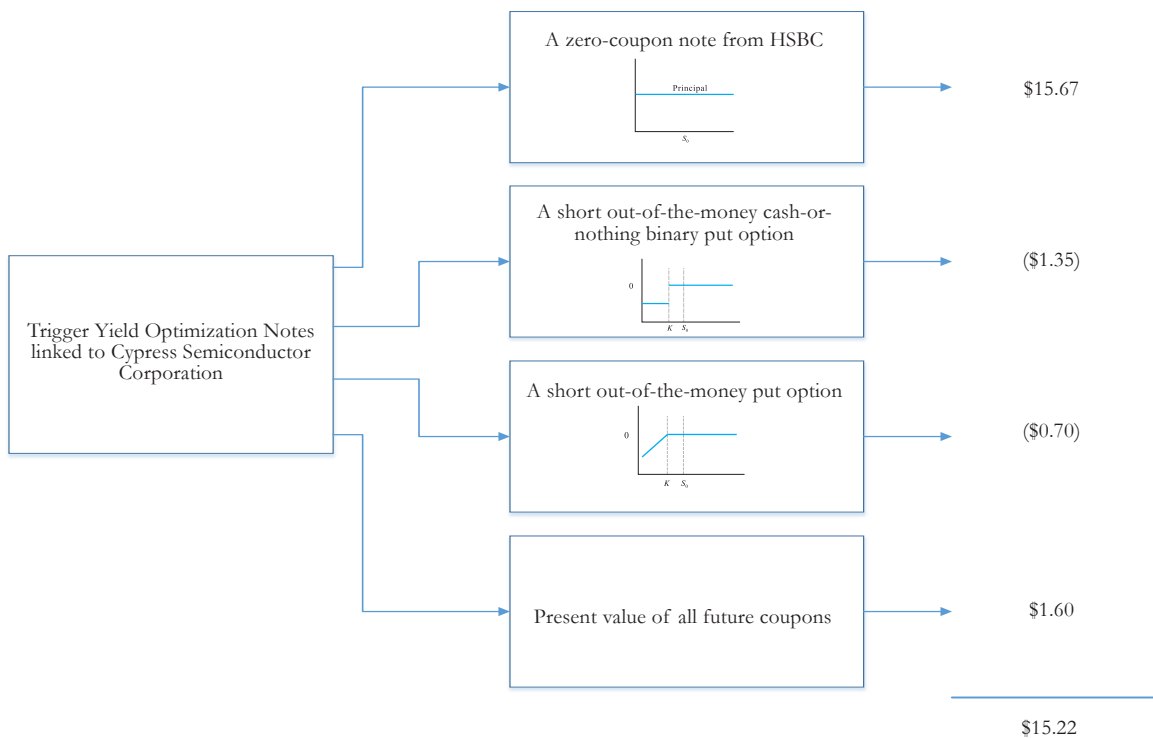 A zero-coupon note from HSBC
Principal
S₀
$15.67
A short out-of-the-money cash-or-
nothing binary put option
0
K S₀
($1.35)
Trigger Yield Optimization Notes
linked to Cypress Semiconductor
Corporation
A short out-of-the-money put option
0
K S₀
($0.70)
Present value of all future coupons
$1.60
$15.22